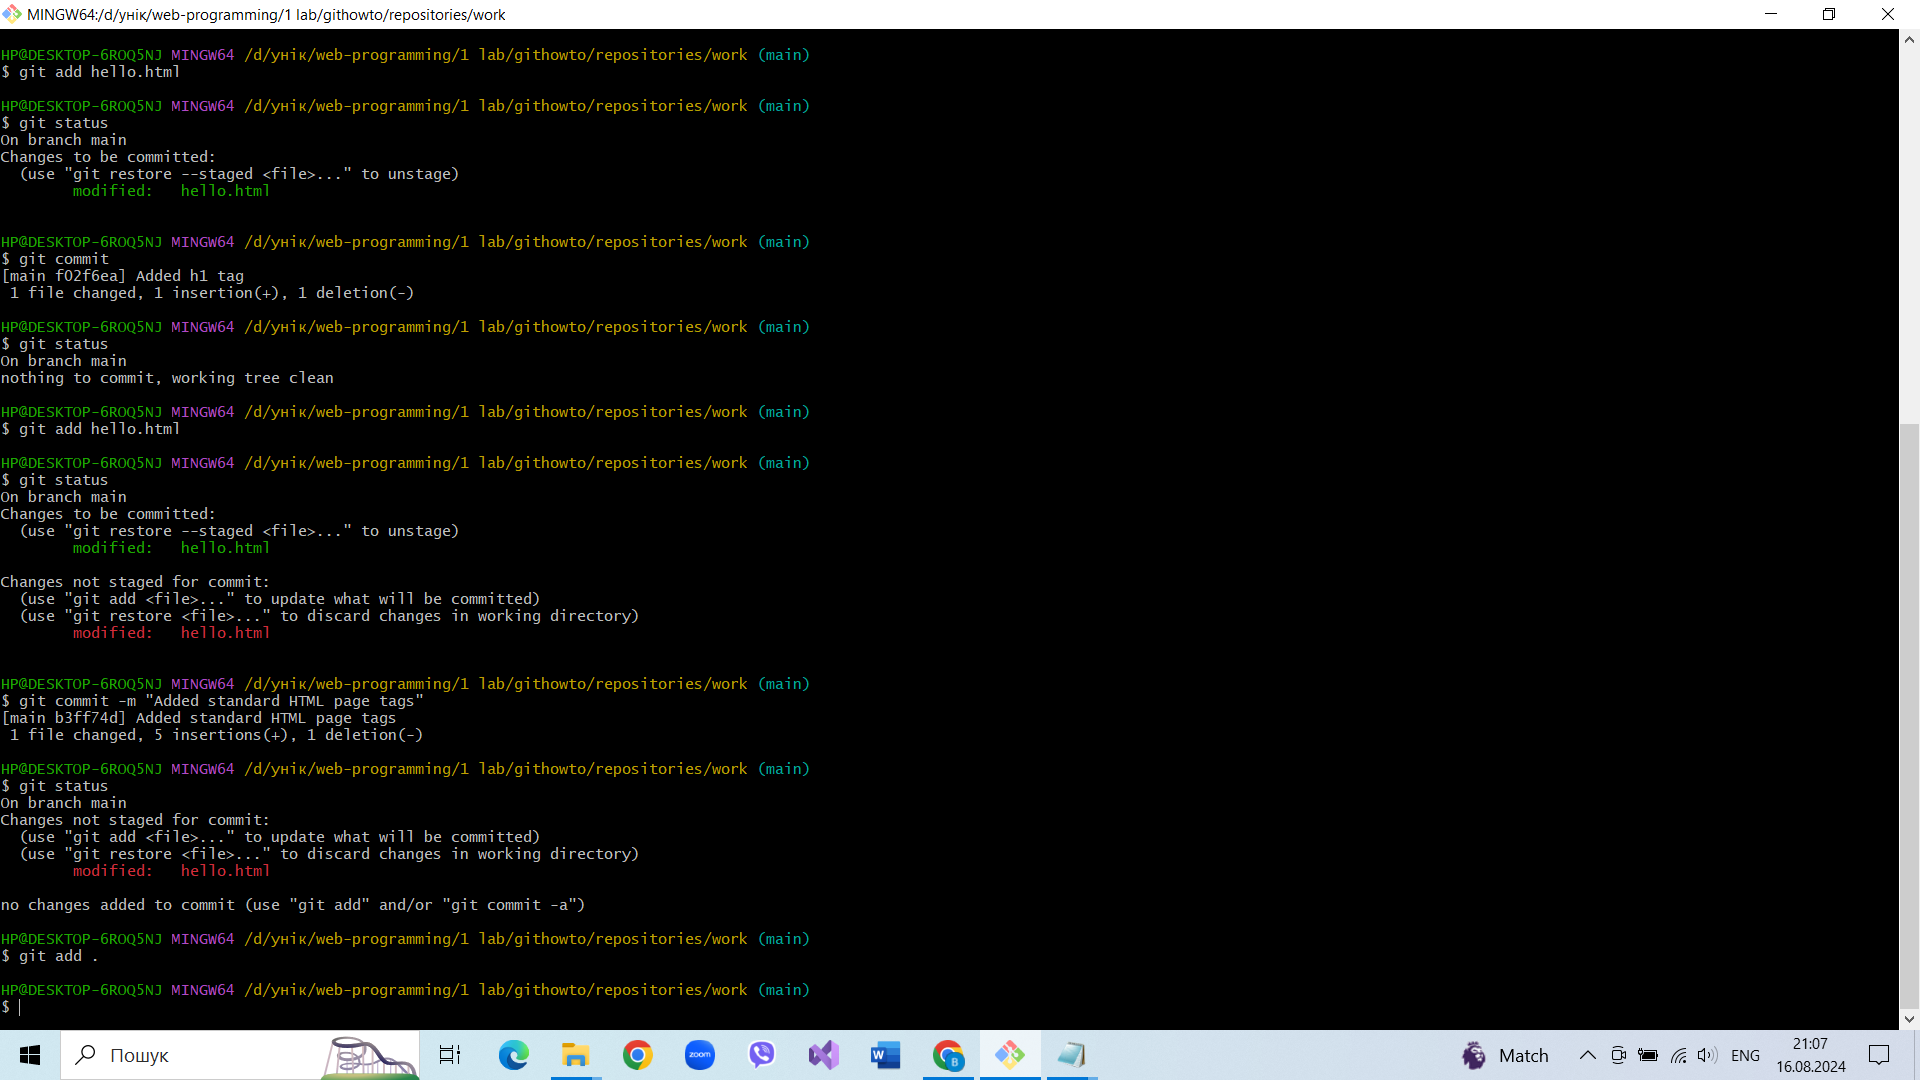 MINGW64:/d/унік/web-programming/1 lab/githowto/repositories/work
HP@DESKTOP-6ROQ5NJ MINGW64 /d/унік/web-programming/1 lab/githowto/repositories/work (main)
$ git add hello.html
HP@DESKTOP-6ROQ5NJ MINGW64 /d/унік/web-programming/1 lab/githowto/repositories/work (main)
$ git status
On branch main
Changes to be committed:
  (use "git restore --staged <file>..." to unstage)
        modified:   hello.html
HP@DESKTOP-6ROQ5NJ MINGW64 /d/унік/web-programming/1 lab/githowto/repositories/work (main)
$ git commit
[main f02f6ea] Added h1 tag
 1 file changed, 1 insertion(+), 1 deletion(-)
HP@DESKTOP-6ROQ5NJ MINGW64 /d/унік/web-programming/1 lab/githowto/repositories/work (main)
$ git status
On branch main
nothing to commit, working tree clean
HP@DESKTOP-6ROQ5NJ MINGW64 /d/унік/web-programming/1 lab/githowto/repositories/work (main)
$ git add hello.html
HP@DESKTOP-6ROQ5NJ MINGW64 /d/унік/web-programming/1 lab/githowto/repositories/work (main)
$ git status
On branch main
Changes to be committed:
  (use "git restore --staged <file>..." to unstage)
        modified:   hello.html
Changes not staged for commit:
  (use "git add <file>..." to update what will be committed)
  (use "git restore <file>..." to discard changes in working directory)
        modified:   hello.html
HP@DESKTOP-6ROQ5NJ MINGW64 /d/унік/web-programming/1 lab/githowto/repositories/work (main)
$ git commit -m "Added standard HTML page tags"
[main b3ff74d] Added standard HTML page tags
 1 file changed, 5 insertions(+), 1 deletion(-)
HP@DESKTOP-6ROQ5NJ MINGW64 /d/унік/web-programming/1 lab/githowto/repositories/work (main)
$ git status
On branch main
Changes not staged for commit:
  (use "git add <file>..." to update what will be committed)
  (use "git restore <file>..." to discard changes in working directory)
        modified:   hello.html
no changes added to commit (use "git add" and/or "git commit -a")
HP@DESKTOP-6ROQ5NJ MINGW64 /d/унік/web-programming/1 lab/githowto/repositories/work (main)
$ git add .
HP@DESKTOP-6ROQ5NJ MINGW64 /d/унік/web-programming/1 lab/githowto/repositories/work (main)
$
Пошук
zoom
W
B
Match
ENG
21:07
16.08.2024